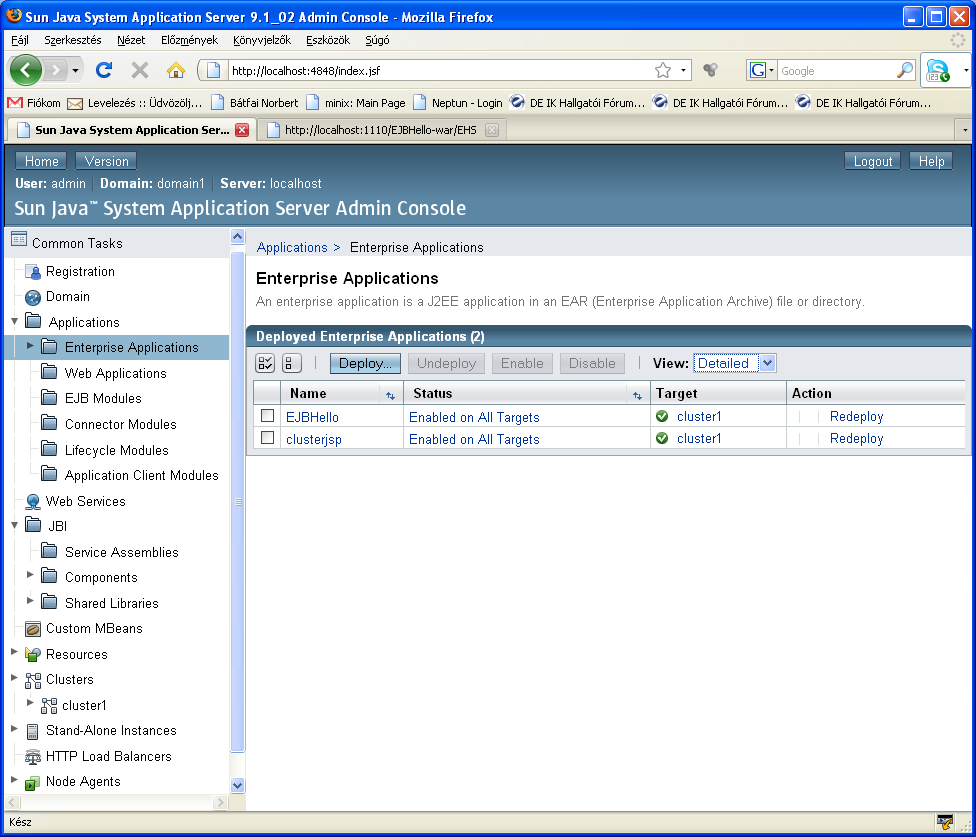 Sun Java System Application Server 9.1_02 Admin Console - Mozilla Firefox
Fájl Szerkesztés Nézet Előzmények Könyvjelzők Eszközök Súgó
http://localhost:4848/index.jsf
G Google
Fiókom Levelezés :: Üdvözölj... Bátfai Norbert minix: Main Page Neptun - Login DE IK Hallgatói Fórum... DE IK Hallgatói Fórum... DE IK Hallgatói Fórum...
Sun Java System Application Ser... http://localhost:1110/EJBHello-war/EHS
Home Version Logout Help
User: admin Domain: domain1 Server: localhost
Sun Java™ System Application Server Admin Console
Common Tasks
Registration
Domain
Applications
Enterprise Applications
Web Applications
EJB Modules
Connector Modules
Lifecycle Modules
Application Client Modules
Web Services
JBI
Service Assemblies
Components
Shared Libraries
Custom MBeans
Resources
Clusters
cluster1
Stand-Alone Instances
HTTP Load Balancers
Node Agents
Applications > Enterprise Applications
Enterprise Applications
An enterprise application is a J2EE application in an EAR (Enterprise Application Archive) file or directory.
Deployed Enterprise Applications (2)
Deploy... Undeploy Enable Disable View: Detailed
Name Status Target Action
EJBHello Enabled on All Targets cluster1 Redeploy
clusterjsp Enabled on All Targets cluster1 Redeploy
Kész